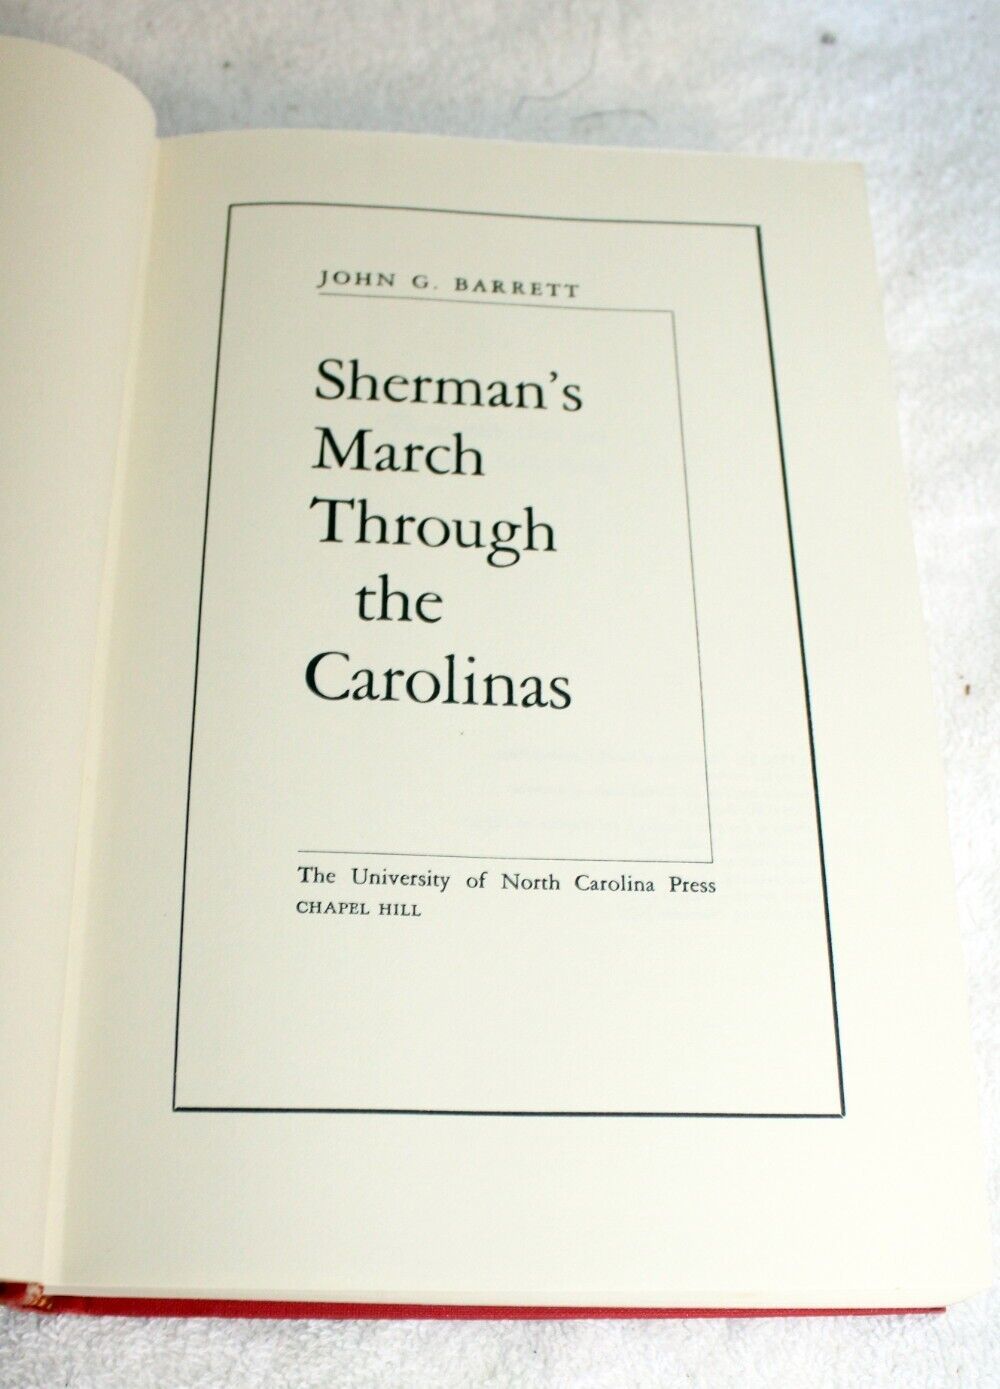 JOHN G. BARRETT
Sherman's
March
Through
the
Carolinas
The University of North Carolina Press
CHAPEL HILL